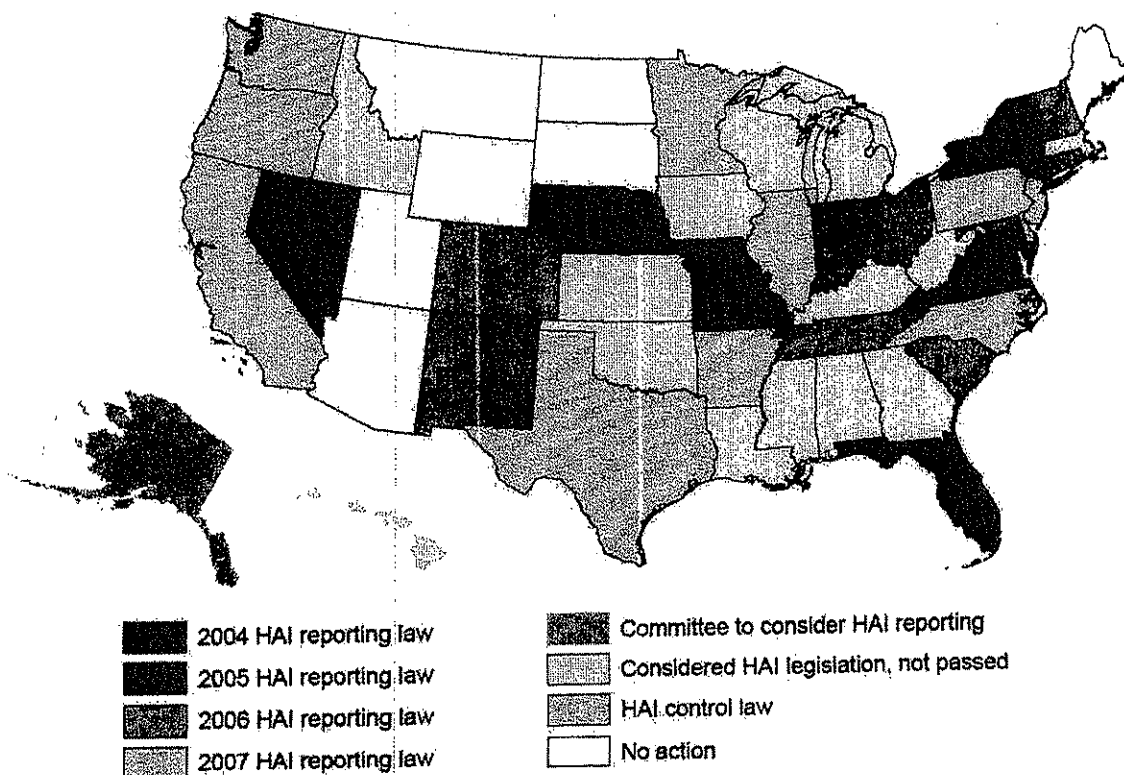 2004 HAI reporting law
2005 HAI reporting law
2006 HAI reporting law
2007 HAI reporting law
Committee to consider HAI reporting
Considered HAI legislation, not passed
HAI control law
No action